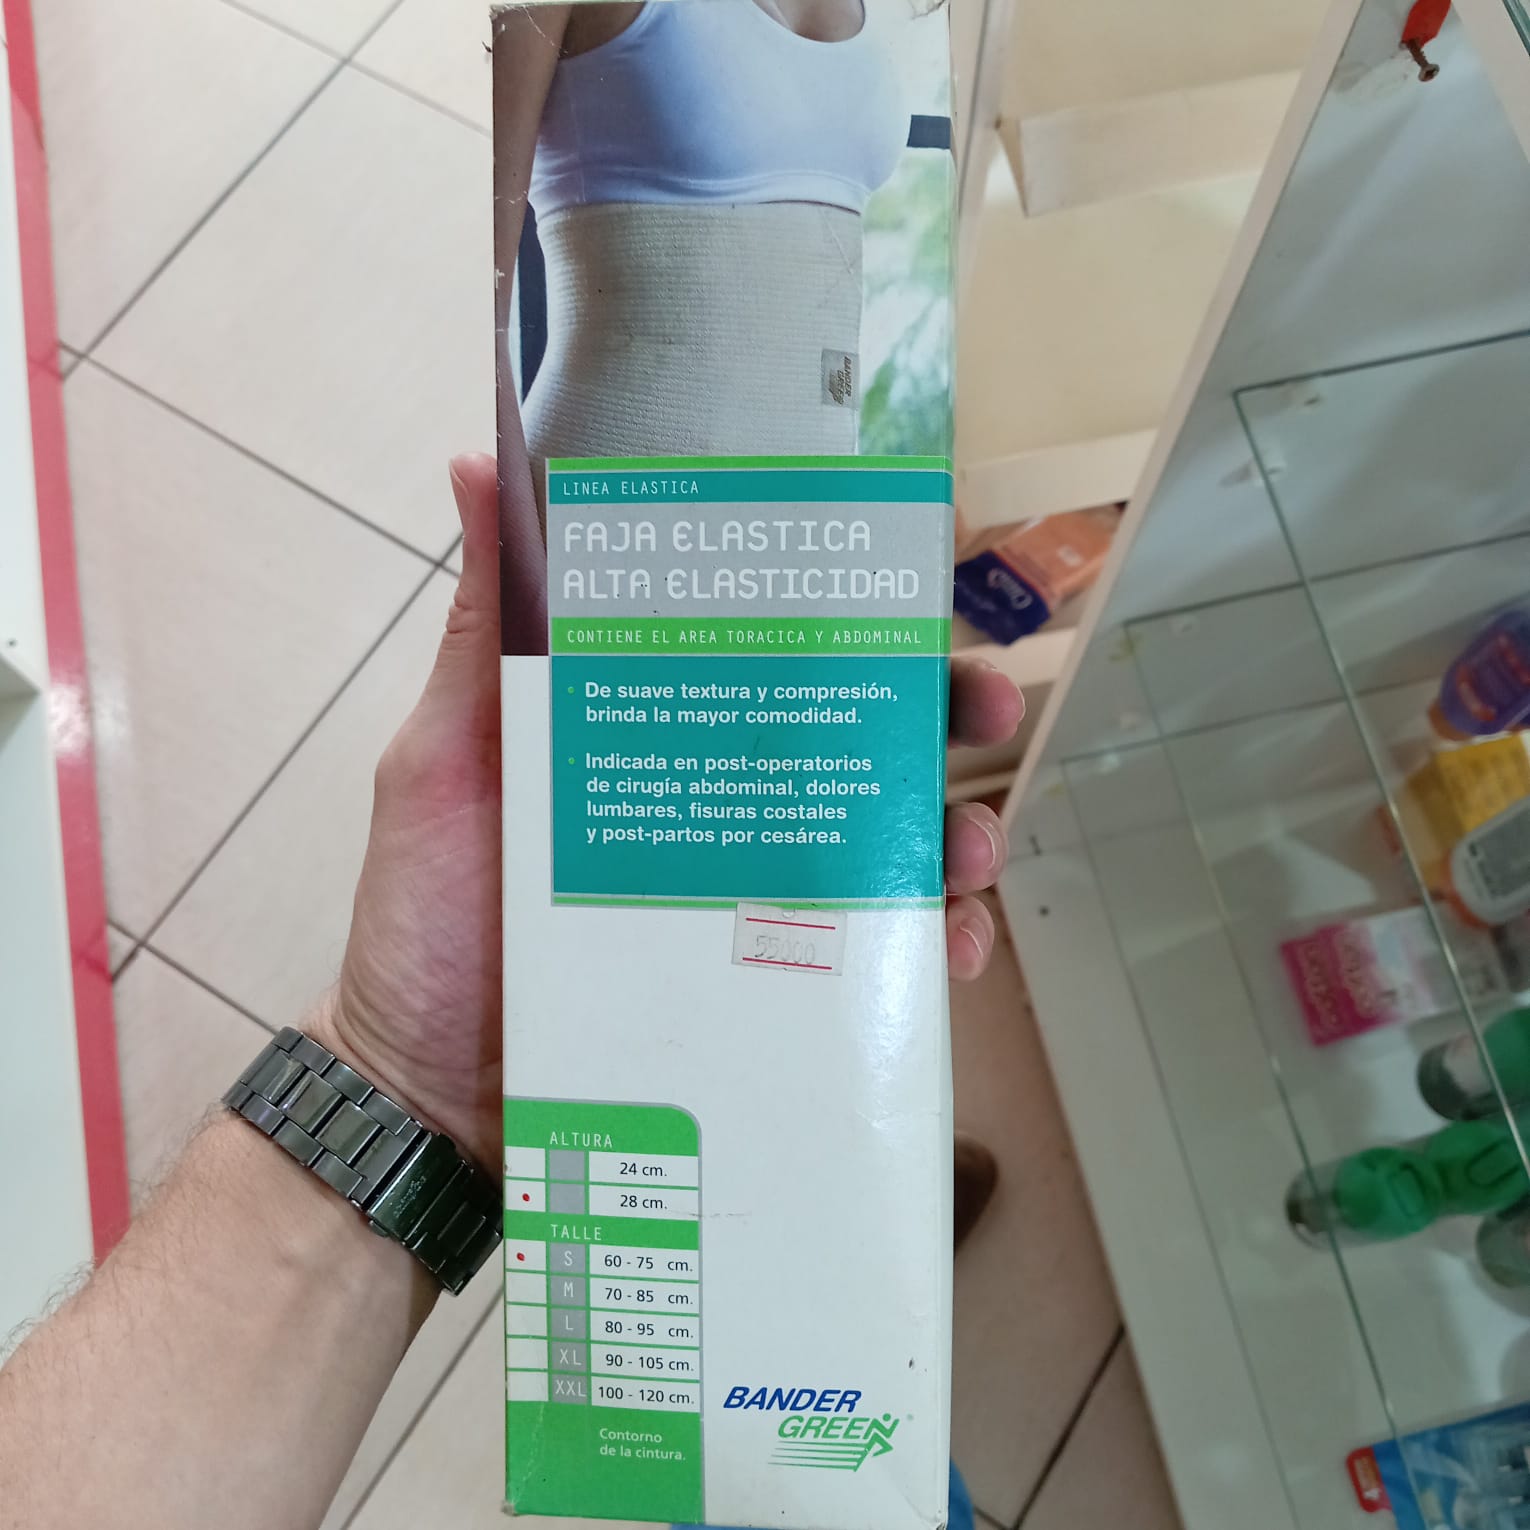 BANDER
GREEN
LINEA ELASTICA
FAJA ELASTICA
ALTA ELASTICIDAD
CONTIENE EL AREA TORACICA Y ABDOMINAL
• De suave textura y compresión,
brinda la mayor comodidad.
• Indicada en post-operatorios
de cirugía abdominal, dolores
lumbares, fisuras costales
y post-partos por cesárea.
55000
ALTURA
24 cm.
28 cm.
TALLE
S 60 - 75 cm.
M 70 - 85 cm.
L 80 - 95 cm.
XL 90 - 105 cm.
XXL 100 - 120 cm.
Contorno
de la cintura.
BANDER
GREEN